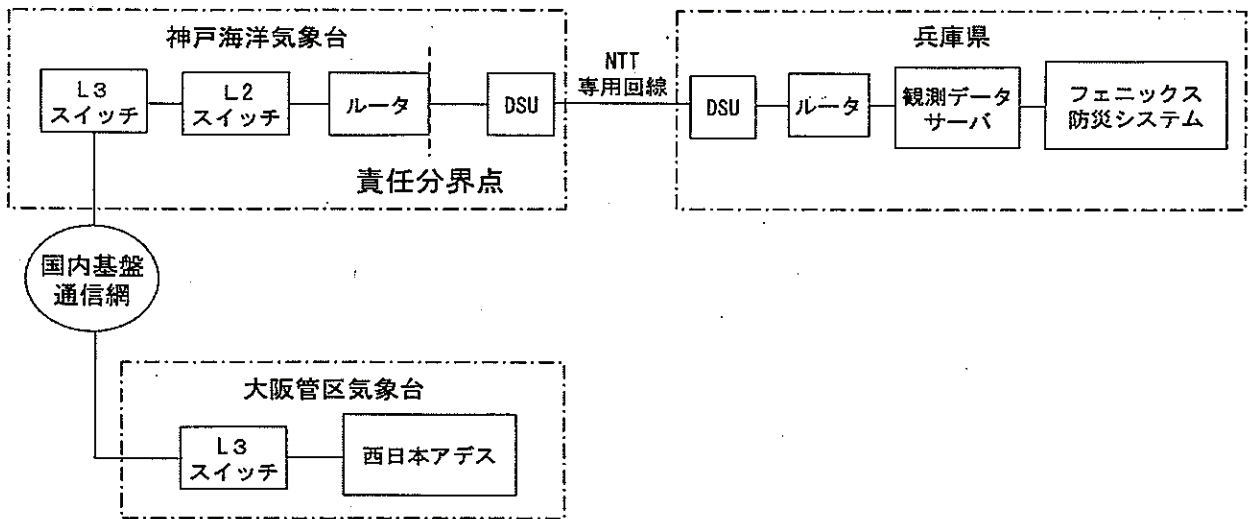 神戸海洋気象台
L3
スイッチ
L2
スイッチ
ルータ
DSU
責任分界点
NTT
専用回線
兵庫県
DSU
ルータ
観測データ
サーバ
フェニックス
防災システム
国内基盤
通信網
大阪管区気象台
L3
スイッチ
西日本アデス